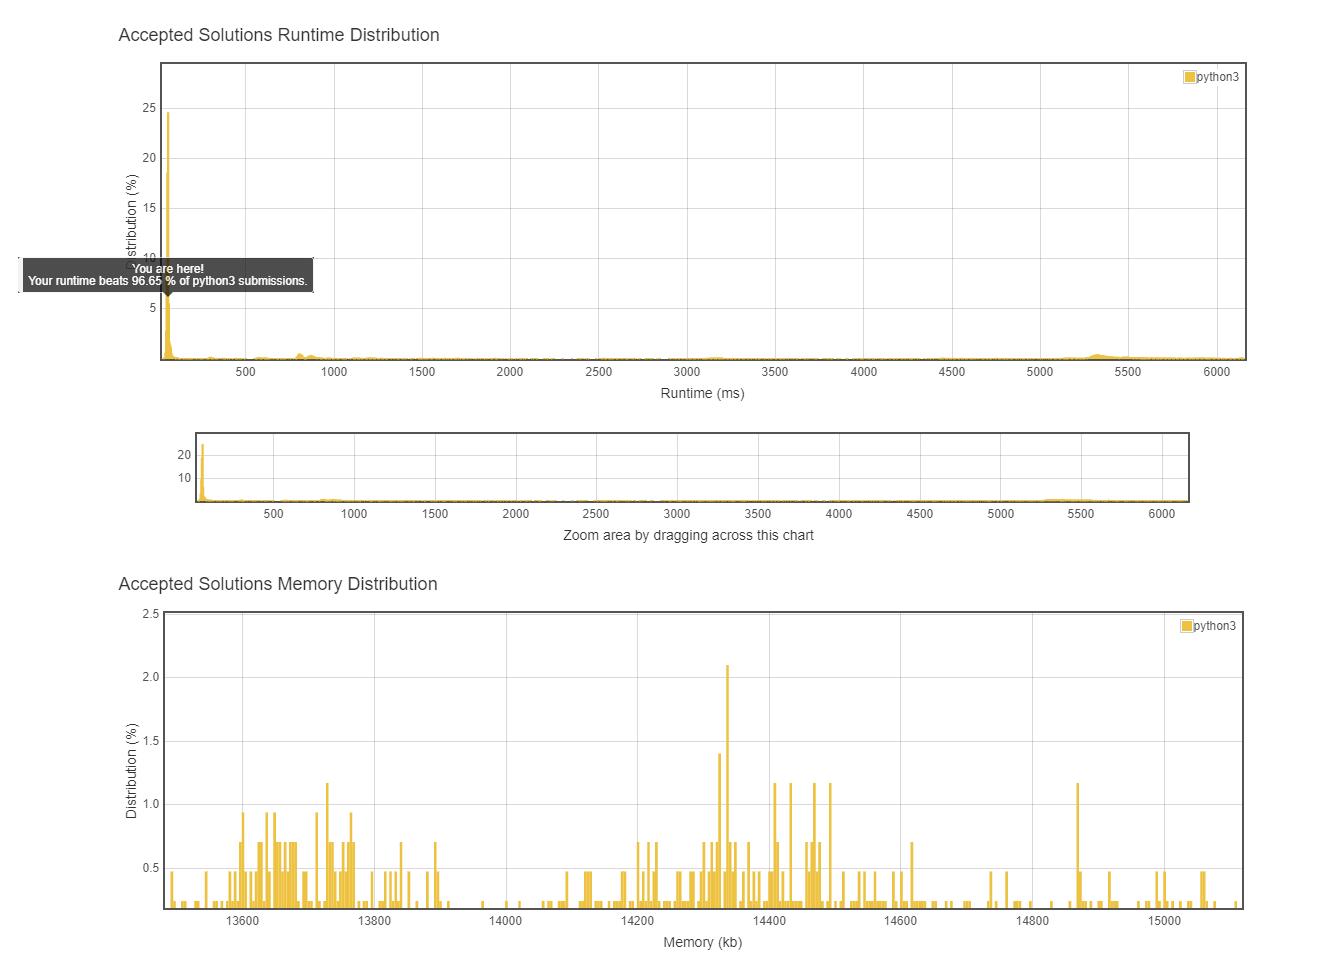 Accepted Solutions Runtime Distribution
python3
25
20
15
10
5
Distribution (%)
You are here!
Your runtime beats 96.65 % of python3 submissions.
500 1000 1500 2000 2500 3000 3500 4000 4500 5000 5500 6000
Runtime (ms)
20
10
500 1000 1500 2000 2500 3000 3500 4000 4500 5000 5500 6000
Zoom area by dragging across this chart
Accepted Solutions Memory Distribution
python3
2.5
2.0
1.5
1.0
0.5
Distribution (%)
13600 13800 14000 14200 14400 14600 14800 15000
Memory (kb)